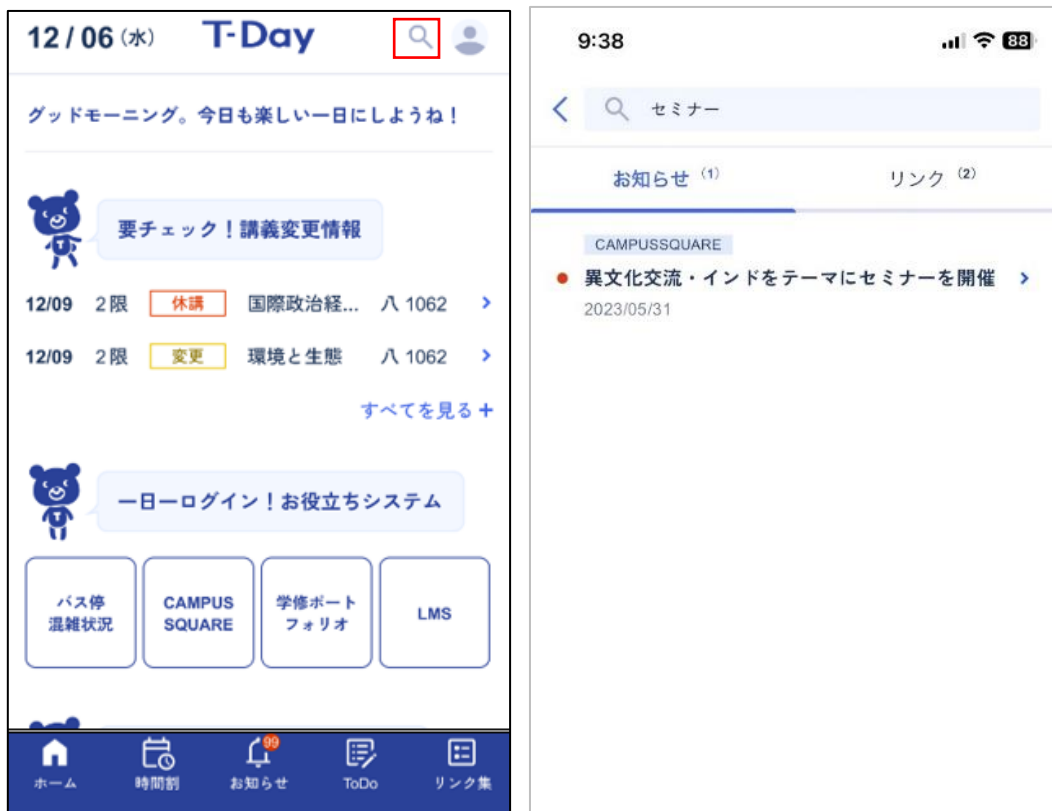 12 / 06 (水) T-Day
グッドモーニング。今日も楽しい一日にしようね！
要チェック！講義変更情報
12/09 2限 休講 国際政治経... 八 1062
12/09 2限 変更 環境と生態 八 1062
すべてを見る +
一日一ログイン！お役立ちシステム
バス停
混雑状況
CAMPUS
SQUARE
学修ポート
フォリオ
LMS
99
ホーム 時間割 お知らせ ToDo リンク集
9:38 88
セミナー
お知らせ (1) リンク (2)
CAMPUSSQUARE
異文化交流・インドをテーマにセミナーを開催
2023/05/31